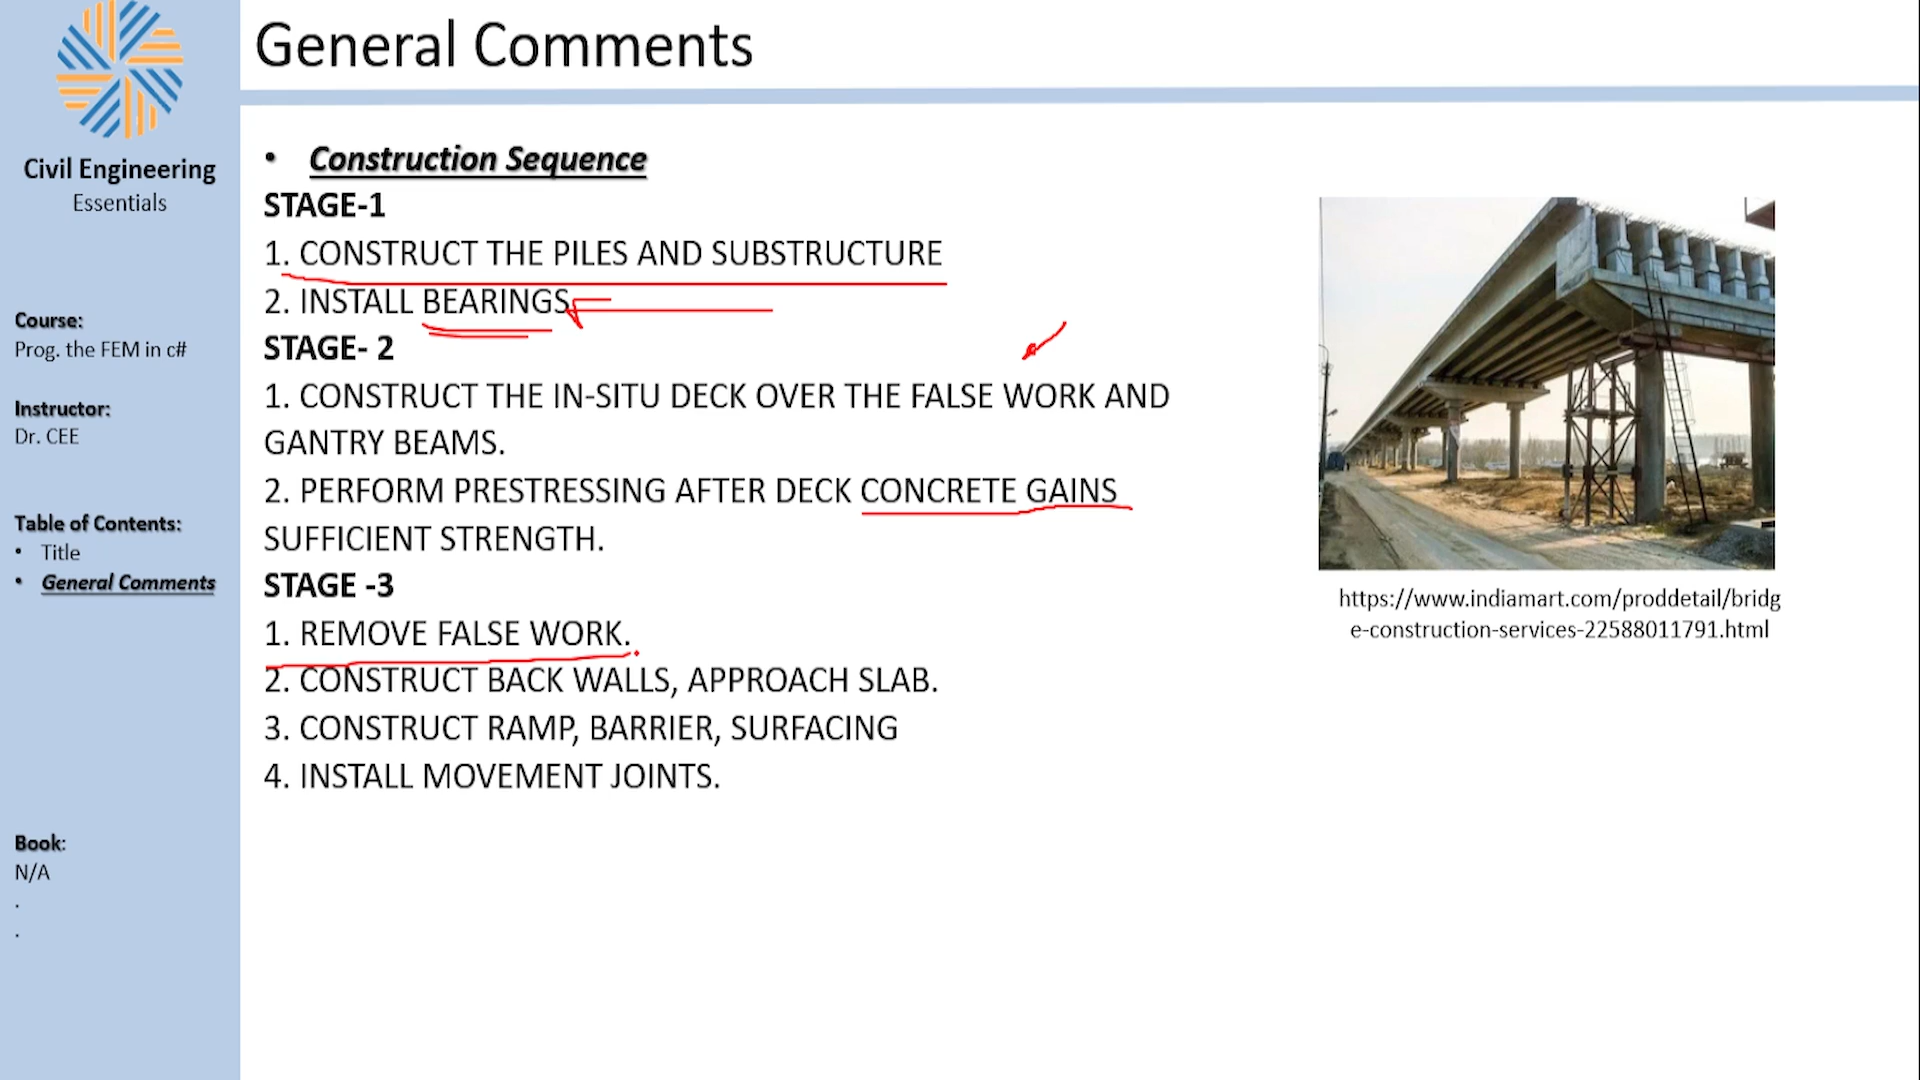 General Comments
Civil Engineering
Essentials
Course:
Prog. the FEM in c#
Instructor:
Dr. CEE
Table of Contents:
• Title
• General Comments
Book:
N/A
.
.
• Construction Sequence
STAGE-1
1. CONSTRUCT THE PILES AND SUBSTRUCTURE
2. INSTALL BEARINGS
STAGE- 2
1. CONSTRUCT THE IN-SITU DECK OVER THE FALSE WORK AND
GANTRY BEAMS.
2. PERFORM PRESTRESSING AFTER DECK CONCRETE GAINS
SUFFICIENT STRENGTH.
STAGE -3
1. REMOVE FALSE WORK.
2. CONSTRUCT BACK WALLS, APPROACH SLAB.
3. CONSTRUCT RAMP, BARRIER, SURFACING
4. INSTALL MOVEMENT JOINTS.
https://www.indiamart.com/proddetail/bridg
e-construction-services-22588011791.html